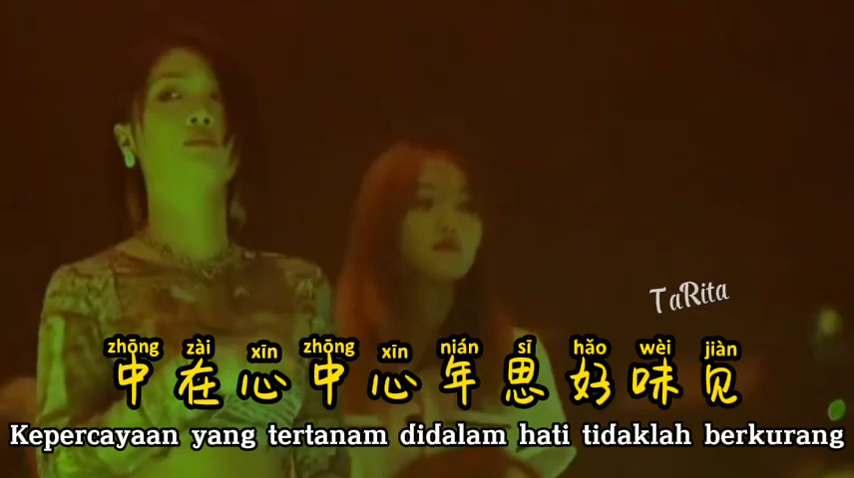 TaRita
zhōng zài xīn zhōng xīn nián sī hǎo wèi jiàn
中在心中心年思好味见
Kepercayaan yang tertanam didalam hati tidaklah berkurang